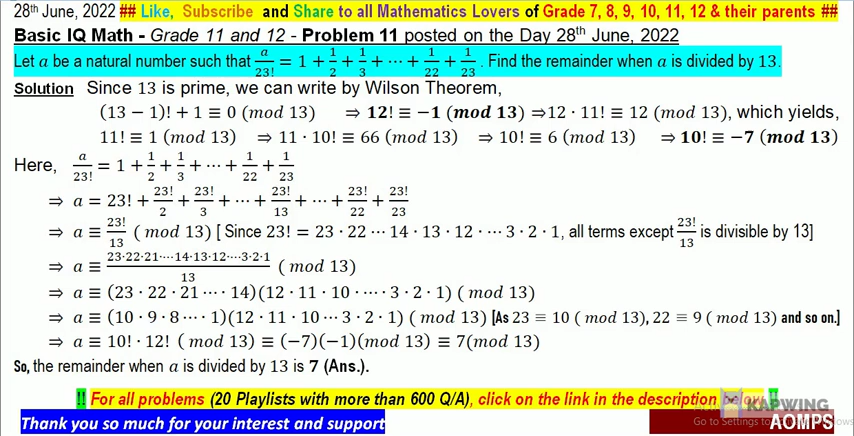 28th June, 2022 ## Like, Subscribe and Share to all Mathematics Lovers of Grade 7, 8, 9, 10, 11, 12 & their parents ##
Basic IQ Math - Grade 11 and 12 - Problem 11 posted on the Day 28th June, 2022
Let a be a natural number such that a/23! = 1 + 1/2 + 1/3 + ⋯ + 1/22 + 1/23 . Find the remainder when a is divided by 13.
Solution Since 13 is prime, we can write by Wilson Theorem,
(13 − 1)! + 1 ≡ 0 (mod 13) ⇒ 12! ≡ −1 (mod 13) ⇒12 · 11! ≡ 12 (mod 13), which yields,
11! ≡ 1 (mod 13) ⇒ 11 · 10! ≡ 66 (mod 13) ⇒ 10! ≡ 6 (mod 13) ⇒ 10! ≡ −7 (mod 13)
Here, a/23! = 1 + 1/2 + 1/3 + ⋯ + 1/22 + 1/23
⇒ a = 23! + 23!/2 + 23!/3 + ⋯ + 23!/13 + ⋯ + 23!/22 + 23!/23
⇒ a ≡ 23!/13 ( mod 13) [ Since 23! = 23 · 22 ⋯ 14 · 13 · 12 · ⋯ 3 · 2 · 1, all terms except 23!/13 is divisible by 13]
⇒ a ≡ 23·22·21·⋯·14·13·12·⋯3·2·1/13 ( mod 13)
⇒ a ≡ (23 · 22 · 21 ⋯ · 14)(12 · 11 · 10 · ⋯ · 3 · 2 · 1) ( mod 13)
⇒ a ≡ (10 · 9 · 8 ⋯ · 1)(12 · 11 · 10 ⋯ 3 · 2 · 1) ( mod 13) [As 23 ≡ 10 ( mod 13), 22 ≡ 9 ( mod 13) and so on.]
⇒ a ≡ 10! · 12! ( mod 13) ≡ (−7)(−1)(mod 13) ≡ 7(mod 13)
So, the remainder when a is divided by 13 is 7 (Ans.).
!! For all problems (20 Playlists with more than 600 Q/A), click on the link in the description !!
KAPWING
Thank you so much for your interest and support
Go to Settings to
AOMPS